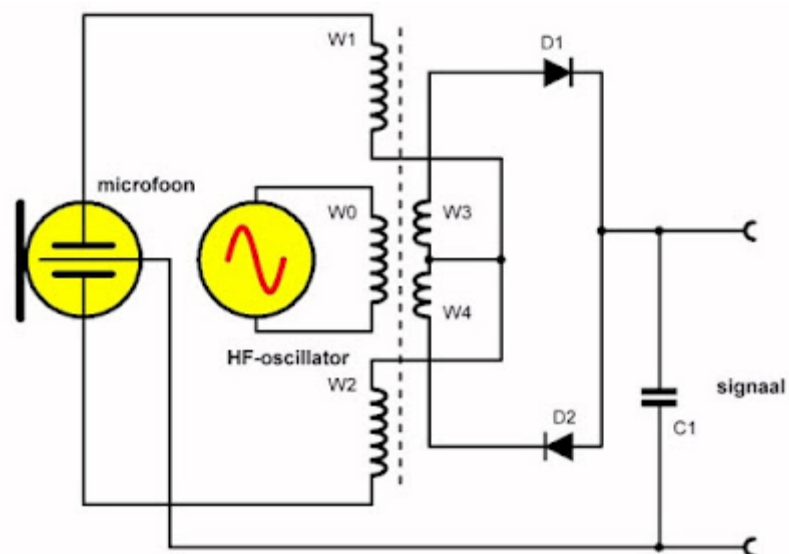 W1
D1
microfoon
W0
W3
W4
HF-oscillator
W2
signaal
D2
C1